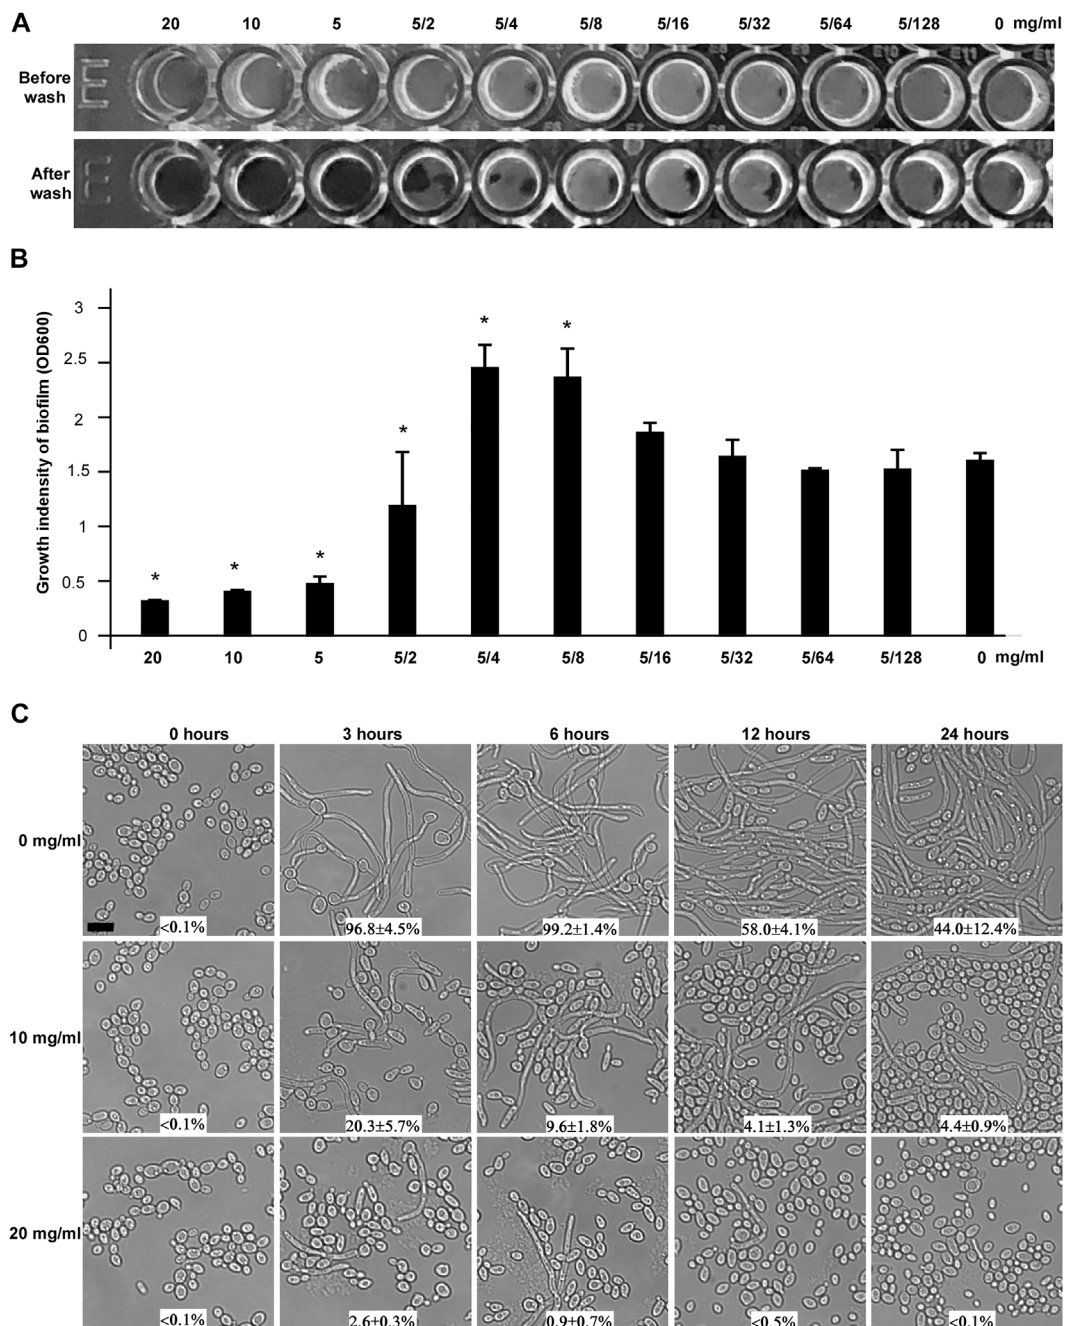 A
20 10 5 5/2 5/4 5/8 5/16 5/32 5/64 5/128 0 mg/ml
Before
wash
E
After
wash
E
B
Growth indensity of biofilm (OD600)
3
2.5
2
1.5
1
0.5
0
* * * * * *
20 10 5 5/2 5/4 5/8 5/16 5/32 5/64 5/128 0 mg/ml
C
0 hours 3 hours 6 hours 12 hours 24 hours
0 mg/ml
<0.1% 96.8±4.5% 99.2±1.4% 58.0±4.1% 44.0±12.4%
10 mg/ml
<0.1% 20.3±5.7% 9.6±1.8% 4.1±1.3% 4.4±0.9%
20 mg/ml
<0.1% 2.6±0.3% 0.9±0.7% <0.5% <0.1%